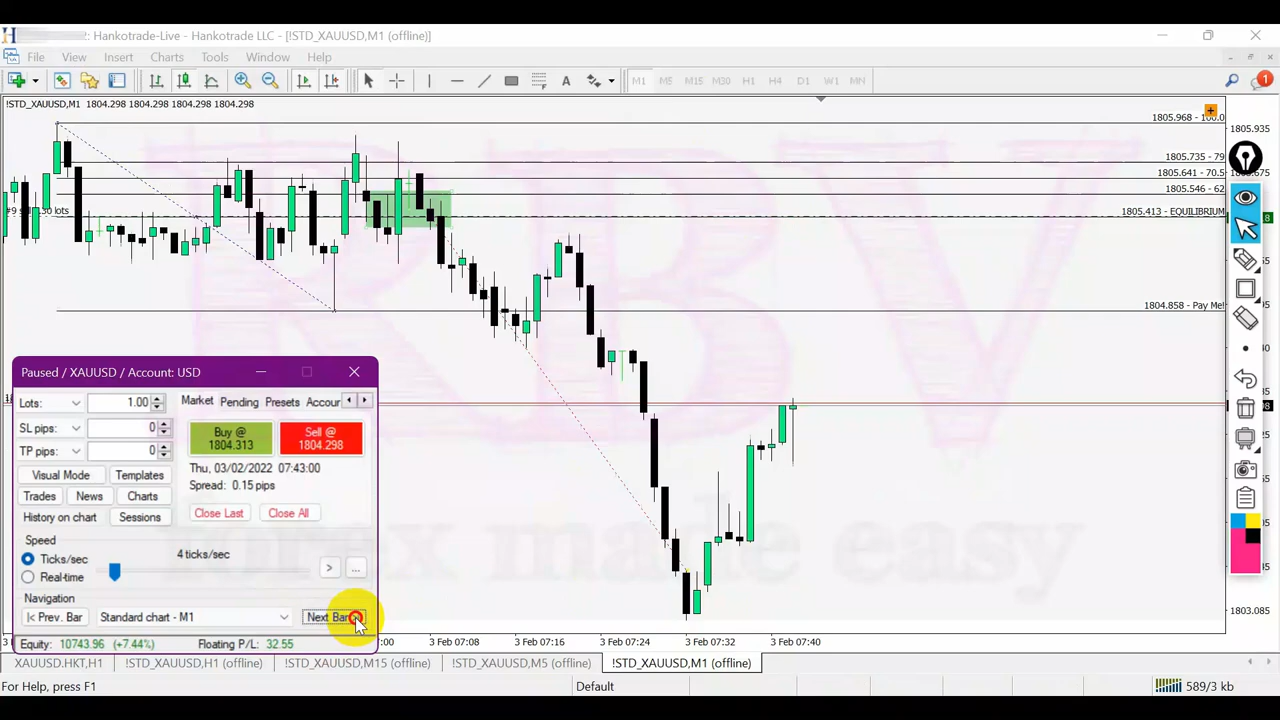 2: Hankotrade-Live - Hankotrade LLC - [!STD_XAUUSD,M1 (offline)]
File View Insert Charts Tools Window Help
A M1 M5 M15 M30 H1 H4 D1 W1 MN 1
!STD_XAUUSD,M1 1804.298 1804.298 1804.298 1804.298
1805.968 - 100.0
1805.935
1805.735 - 79
1805.641 - 70.5
1805.546 - 62
1805.413 - EQUILIBRIUM
1804.858 - Pay Me!
1803.085
RBV
forex made easy
Paused / XAUUSD / Account: USD
Lots: 1.00 Market Pending Presets Accour
SL pips: 0 Buy @ 1804.313 Sell @ 1804.298
TP pips: 0
Visual Mode Templates Thu, 03/02/2022 07:43:00
Trades News Charts Spread: 0.15 pips
History on chart Sessions Close Last Close All
Speed
Ticks/sec 4 ticks/sec > ...
Real-time
Navigation
|< Prev. Bar Standard chart - M1 Next Bar
Equity: 10743.96 (+7.44%) Floating P/L: 32.55
3 Feb 07:08 3 Feb 07:16 3 Feb 07:24 3 Feb 07:32 3 Feb 07:40
XAUUSD.HKT,H1 !STD_XAUUSD,H1 (offline) !STD_XAUUSD,M15 (offline) !STD_XAUUSD,M5 (offline) !STD_XAUUSD,M1 (offline)
For Help, press F1 Default 589/3 kb